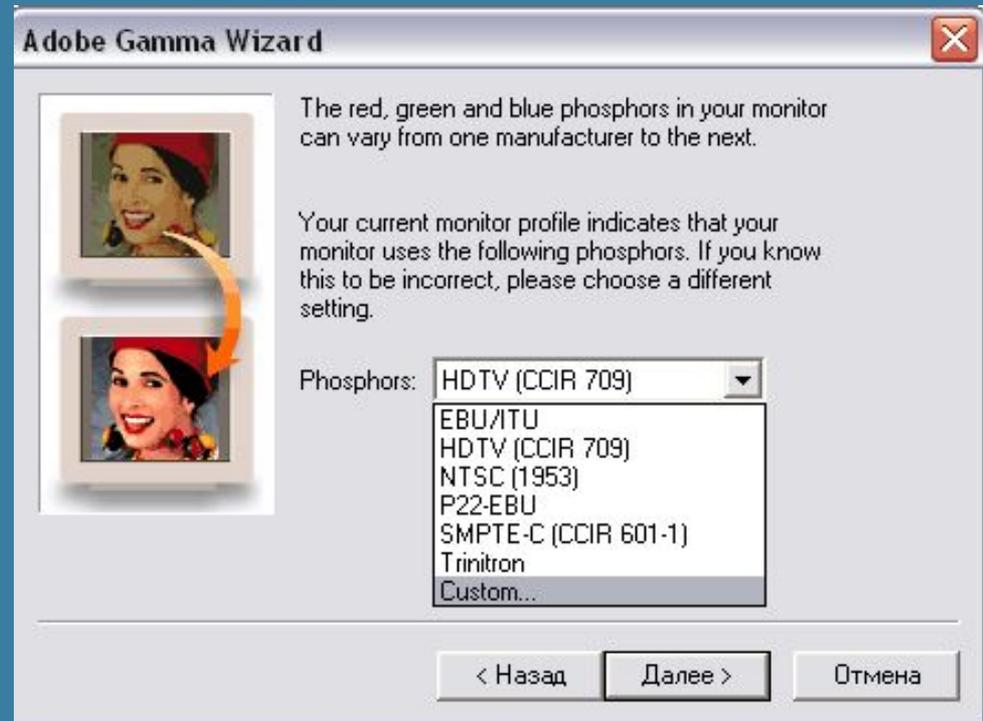 Adobe Gamma Wizard
The red, green and blue phosphors in your monitor
can vary from one manufacturer to the next.
Your current monitor profile indicates that your
monitor uses the following phosphors. If you know
this to be incorrect, please choose a different
setting.
Phosphors: HDTV (CCIR 709)
EBU/ITU
HDTV (CCIR 709)
NTSC (1953)
P22-EBU
SMPTE-C (CCIR 601-1)
Trinitron
Custom...
< Назад Далее > Отмена